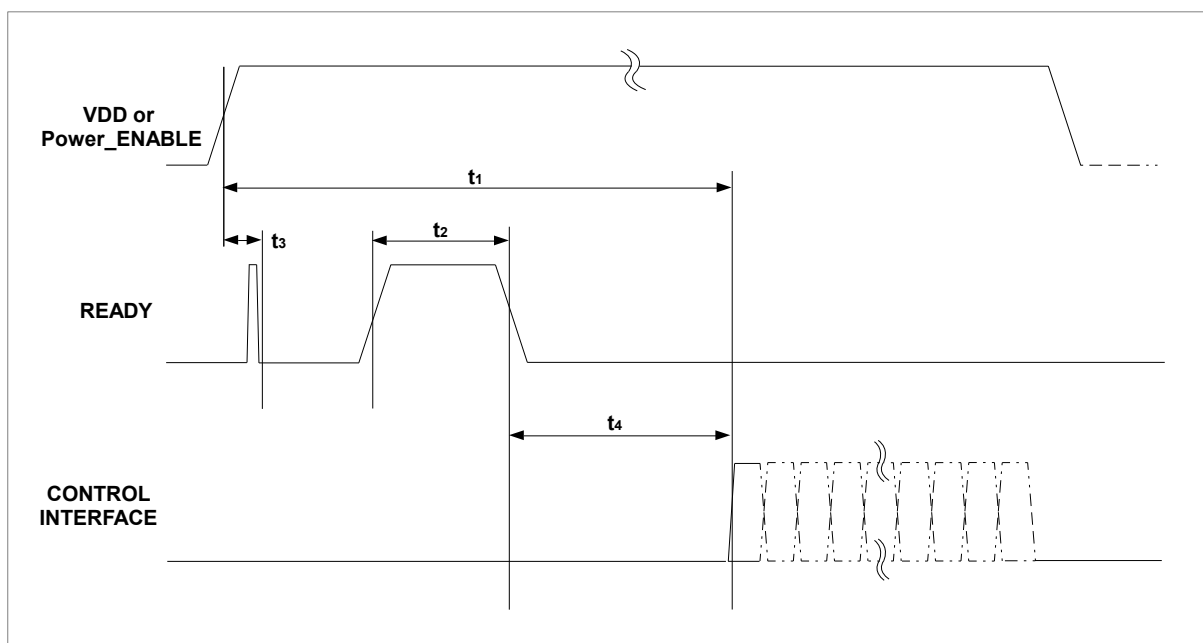 VDD or
Power_ENABLE
t1
t3
t2
READY
t4
CONTROL
INTERFACE